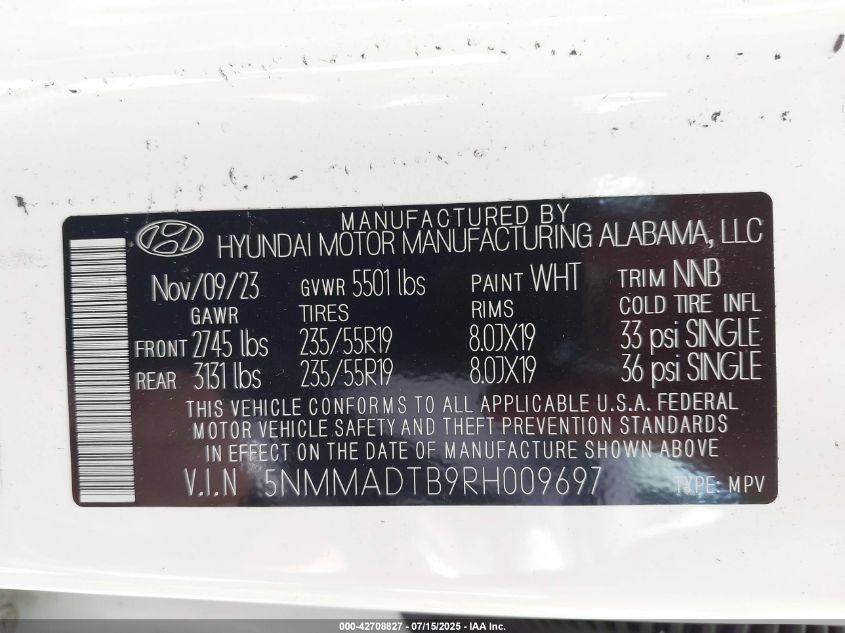 MANUFACTURED BY
HYUNDAI MOTOR MANUFACTURING ALABAMA, LLC
Nov/09/23 GVWR 5501 lbs PAINT WHT TRIM NNB
GAWR TIRES RIMS COLD TIRE INFL
FRONT 2745 lbs 235/55R19 8.0JX19 33 psi SINGLE
REAR 3131 lbs 235/55R19 8.0JX19 36 psi SINGLE
THIS VEHICLE CONFORMS TO ALL APPLICABLE U.S.A. FEDERAL
MOTOR VEHICLE SAFETY AND THEFT PREVENTION STANDARDS
IN EFFECT ON THE DATE OF MANUFACTURE SHOWN ABOVE
V.I.N 5NMMADTB9RH009697 TYPE: MPV
000-42708827 - 07/15/2025 - IAA Inc.